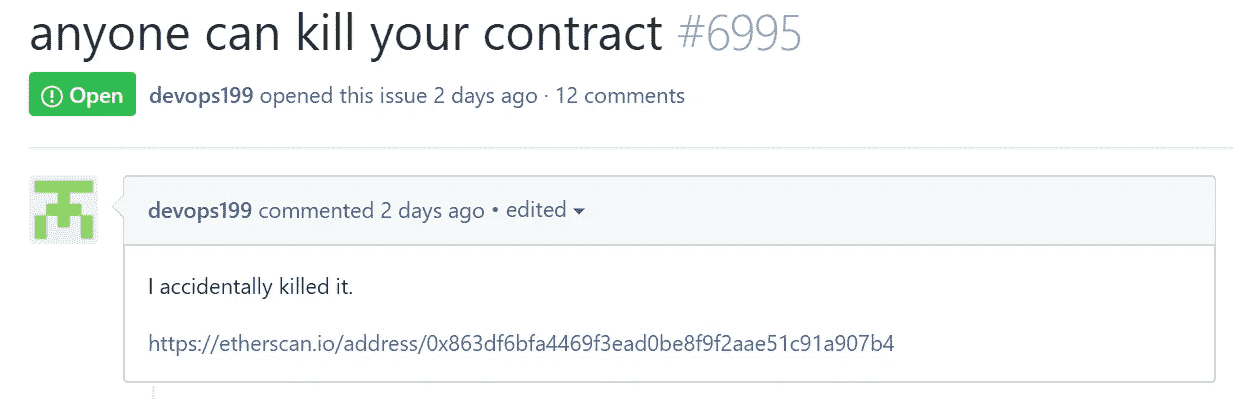 anyone can kill your contract #6995
Open devops199 opened this issue 2 days ago · 12 comments
devops199 commented 2 days ago • edited
I accidentally killed it.
https://etherscan.io/address/0x863df6bfa4469f3ead0be8f9f2aae51c91a907b4